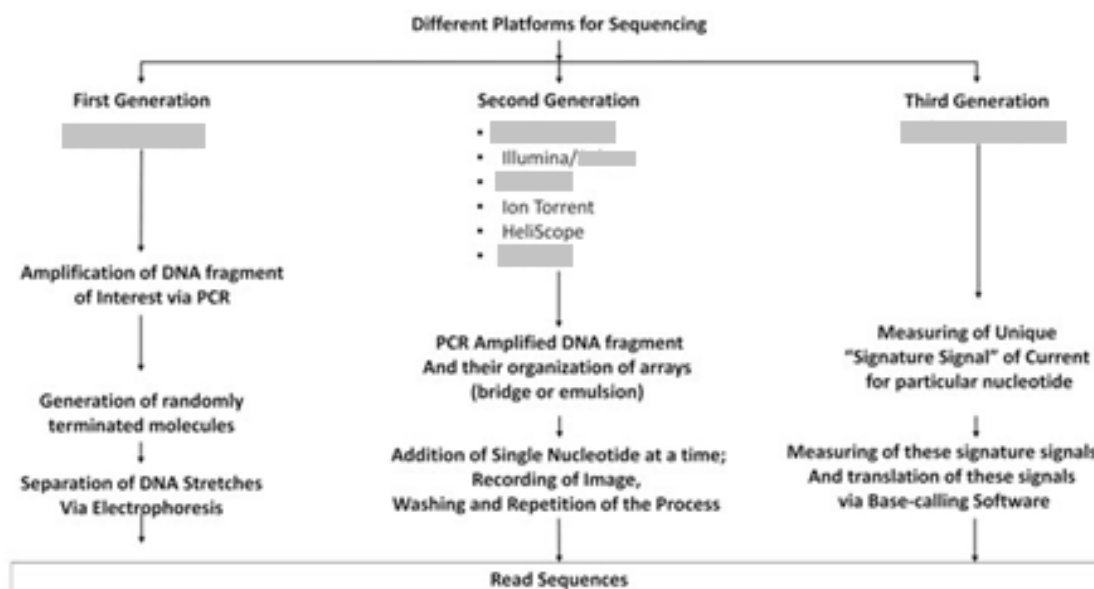 Different Platforms for Sequencing
First Generation
Second Generation
Third Generation
• Illumina/
• Ion Torrent
• HeliScope
Amplification of DNA fragment
of Interest via PCR
Generation of randomly
terminated molecules
Separation of DNA Stretches
Via Electrophoresis
PCR Amplified DNA fragment
And their organization of arrays
(bridge or emulsion)
Addition of Single Nucleotide at a time;
Recording of Image,
Washing and Repetition of the Process
Measuring of Unique
“Signature Signal” of Current
for particular nucleotide
Measuring of these signature signals
And translation of these signals
via Base-calling Software
Read Sequences